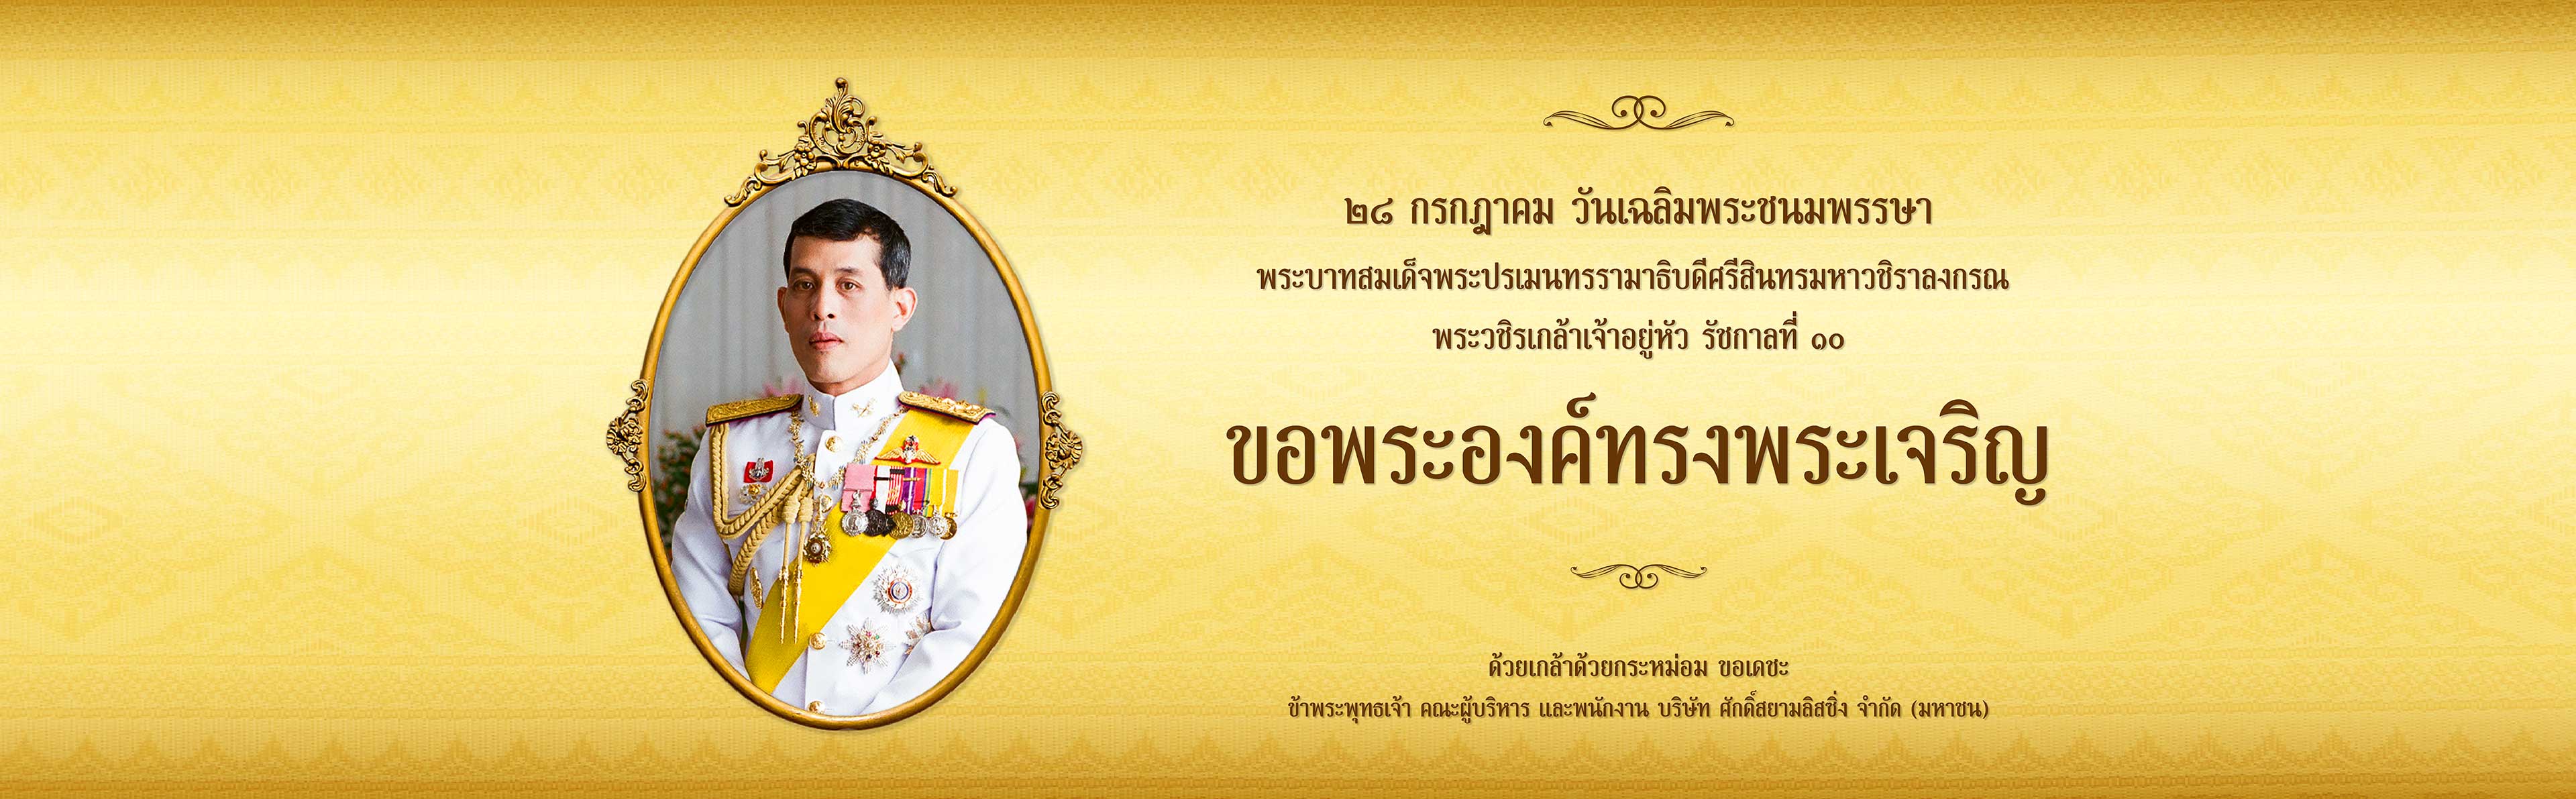 ๒๘ กรกฎาคม วันเฉลิมพระชนมพรรษา
พระบาทสมเด็จพระปรเมนทรรามาธิบดีศรีสินทรมหาวชิราลงกรณ
พระวชิรเกล้าเจ้าอยู่หัว รัชกาลที่ ๑๐
ขอพระองค์ทรงพระเจริญ
ด้วยเกล้าด้วยกระหม่อม ขอเดชะ
ข้าพระพุทธเจ้า คณะผู้บริหาร และพนักงาน บริษัท ศักดิ์สยามลิสซิ่ง จำกัด (มหาชน)